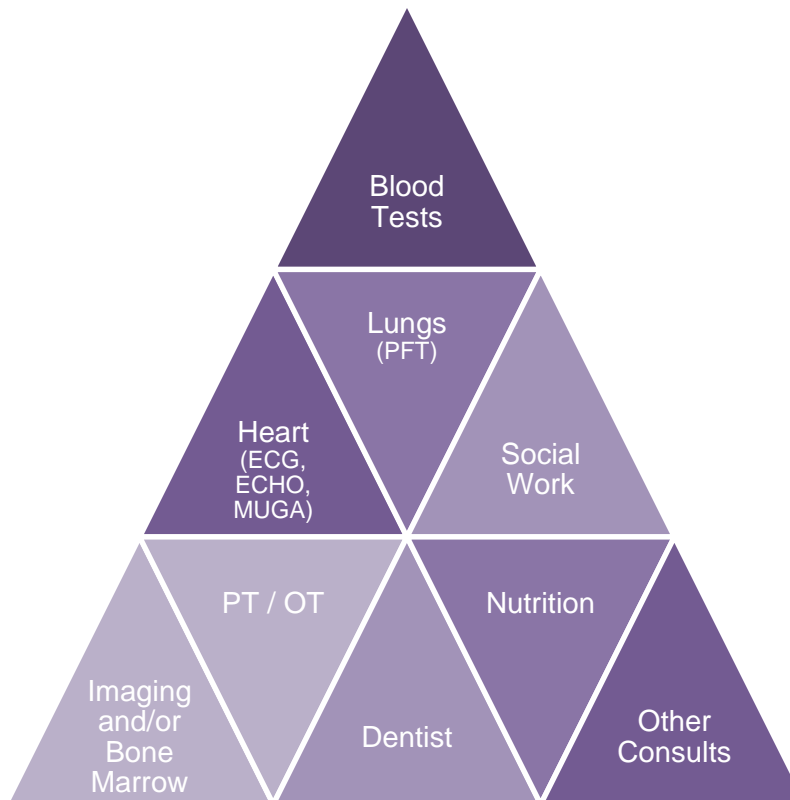 Blood
Tests
Lungs
(PFT)
Heart
(ECG,
ECHO,
MUGA)
Social
Work
PT / OT
Nutrition
Imaging
and/or
Bone
Marrow
Dentist
Other
Consults